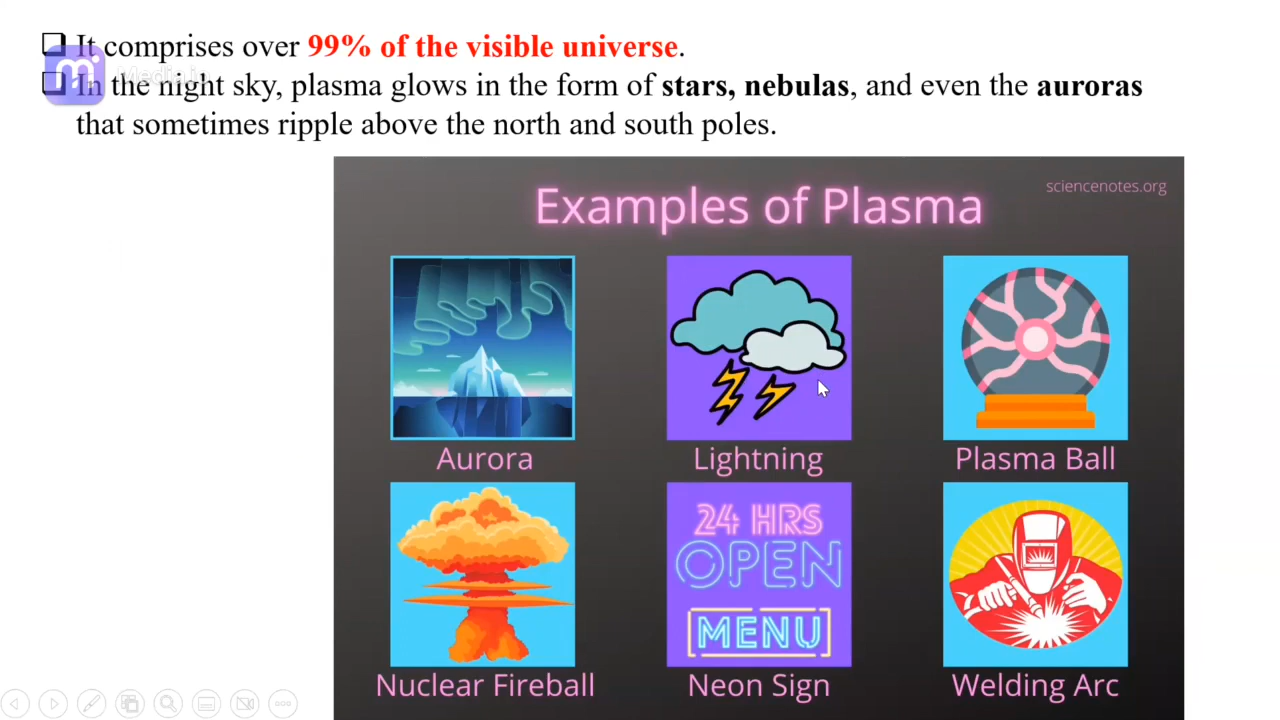 It comprises over 99% of the visible universe.
In the night sky, plasma glows in the form of stars, nebulas, and even the auroras
that sometimes ripple above the north and south poles.
sciencenotes.org
Examples of Plasma
Aurora
Lightning
Plasma Ball
24 HRS
OPEN
MENU
Nuclear Fireball
Neon Sign
Welding Arc